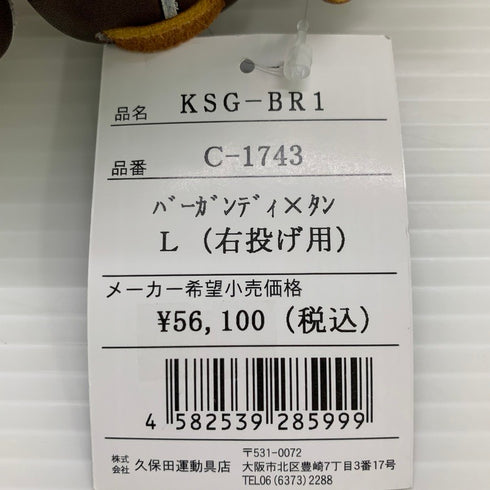 品名 KSG-BR1
品番 C-1743
ﾊﾞｰｶﾞﾝﾃﾞｨ×ﾀﾝ
L (右投げ用)
メーカー希望小売価格
¥56,100 (税込)
4 582539 285999
株式会社 久保田運動具店
〒531-0072
大阪市北区豊崎7丁目3番17号
TEL06(6373)2288